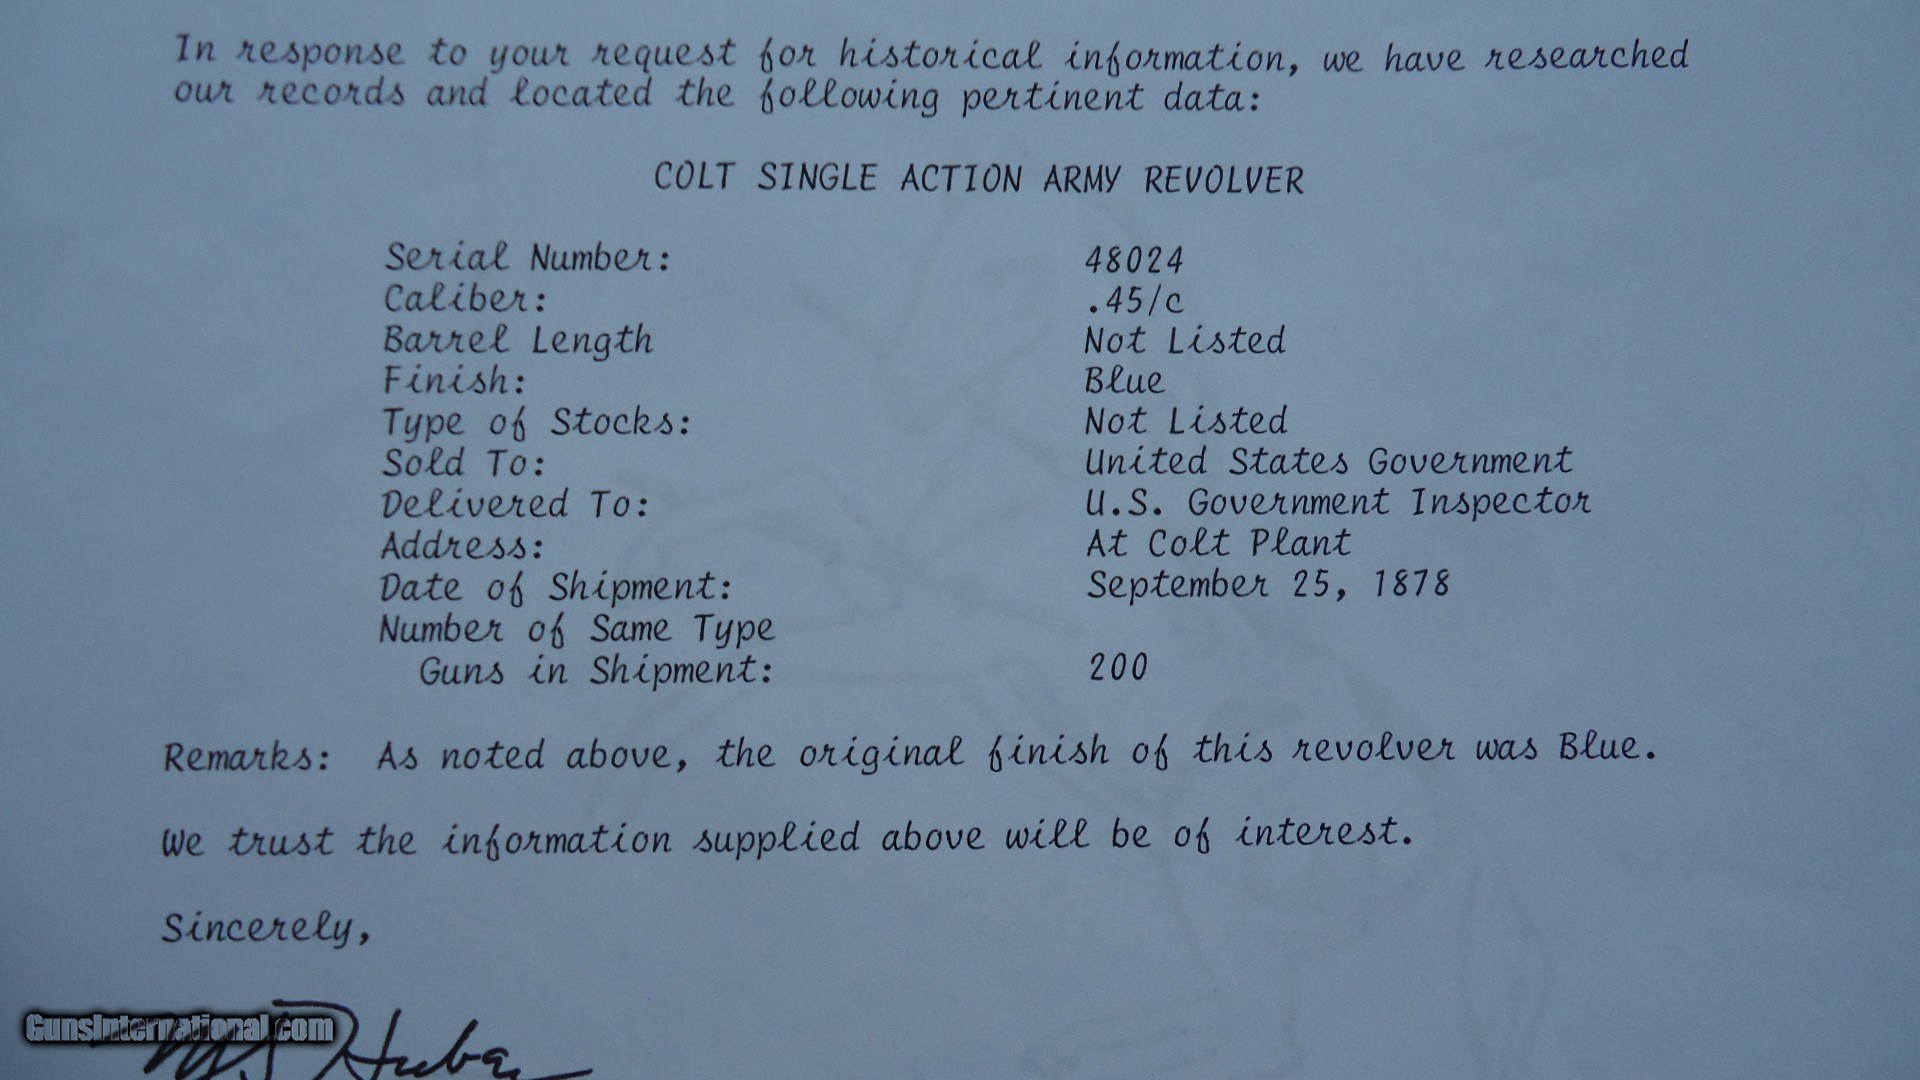 In response to your request for historical information, we have researched
our records and located the following pertinent data:
COLT SINGLE ACTION ARMY REVOLVER
Serial Number: 48024
Caliber: .45/c
Barrel Length Not Listed
Finish: Blue
Type of Stocks: Not Listed
Sold To: United States Government
Delivered To: U.S. Government Inspector
Address: At Colt Plant
Date of Shipment: September 25, 1878
Number of Same Type
Guns in Shipment: 200
Remarks: As noted above, the original finish of this revolver was Blue.
We trust the information supplied above will be of interest.
Sincerely,
GunsInternational.com